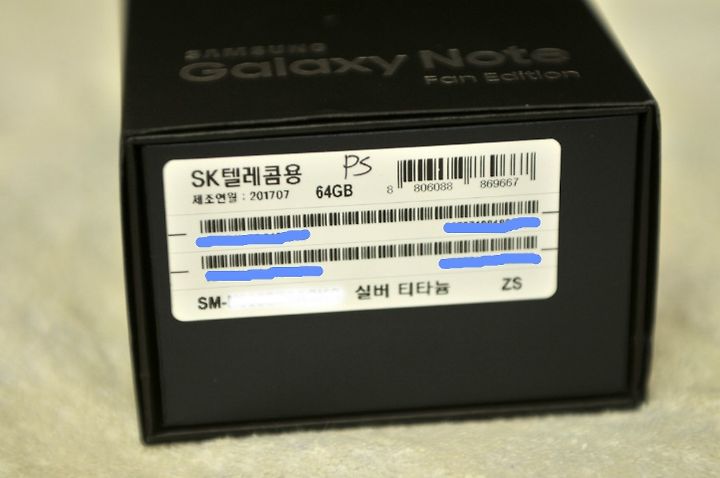 SAMSUNG
Galaxy Note
Fan Edition
SK텔레콤용
PS
제조연월 : 201707
64GB
8 806088 869667
SM-
실버 티타늄
ZS